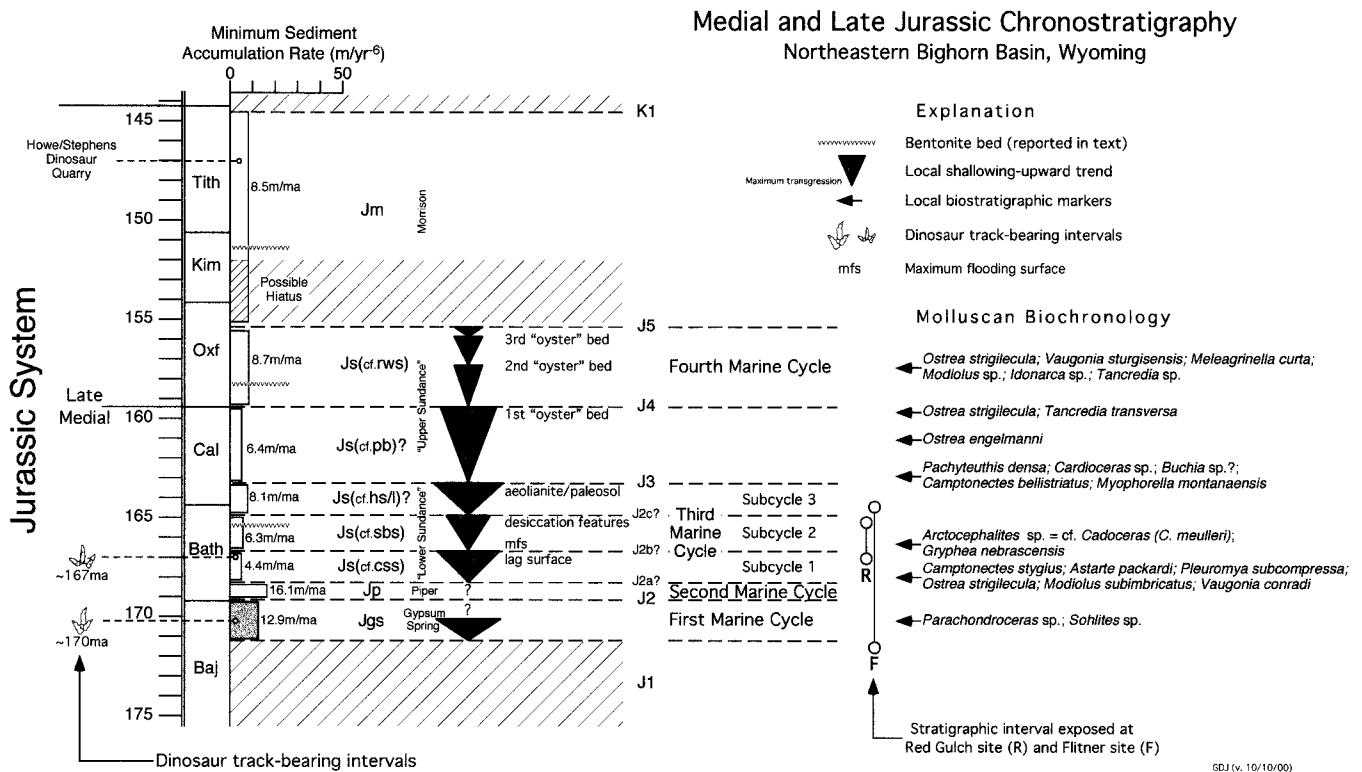 Medial and Late Jurassic Chronostratigraphy
Northeastern Bighorn Basin, Wyoming
Minimum Sediment
Accumulation Rate (m/yr-6)
0 50
Jurassic System
Late
Medial
145
150
155
160
165
170
175
Howe/Stephens
Dinosaur
Quarry
~167ma
~170ma
Dinosaur track-bearing intervals
Tith
Kim
Oxf
Cal
Bath
Baj
8.5m/ma
Possible
Hiatus
8.7m/ma
6.4m/ma
8.1m/ma
6.3m/ma
4.4m/ma
16.1m/ma
12.9m/ma
Jm
Js(cf.rws)
Js(cf.pb)?
Js(cf.hs/l)?
Js(cf.sbs)
Js(cf.css)
Jp
Jgs
Morrison
"Upper Sundance"
"Lower Sundance"
Piper
Gypsum
Spring
?
?
3rd "oyster" bed
2nd "oyster" bed
1st "oyster" bed
aeolianite/paleosol
desiccation features
mfs
lag surface
K1
J5
J4
J3
J2c?
J2b?
J2a?
J2
J1
Fourth Marine Cycle
Third
Marine
Cycle
Subcycle 3
Subcycle 2
Subcycle 1
Second Marine Cycle
First Marine Cycle
Explanation
Bentonite bed (reported in text)
Maximum transgression
Local shallowing-upward trend
Local biostratigraphic markers
Dinosaur track-bearing intervals
mfs Maximum flooding surface
Molluscan Biochronology
Ostrea strigilecula; Vaugonia sturgisensis; Meleagrinella curta;
Modiolus sp.; Idonarca sp.; Tancredia sp.
Ostrea strigilecula; Tancredia transversa
Ostrea engelmanni
Pachyteuthis densa; Cardioceras sp.; Buchia sp.?;
Camptonectes bellistriatus; Myophorella montanaensis
Arctocephalites sp. = cf. Cadoceras (C. meulleri);
Gryphea nebrascensis
Camptonectes stygius; Astarte packardi; Pleuromya subcompressa;
Ostrea strigilecula; Modiolus subimbricatus; Vaugonia conradi
Parachondroceras sp.; Sohlites sp.
R
F
Stratigraphic interval exposed at
Red Gulch site (R) and Flitner site (F)
GDJ (v. 10/10/00)